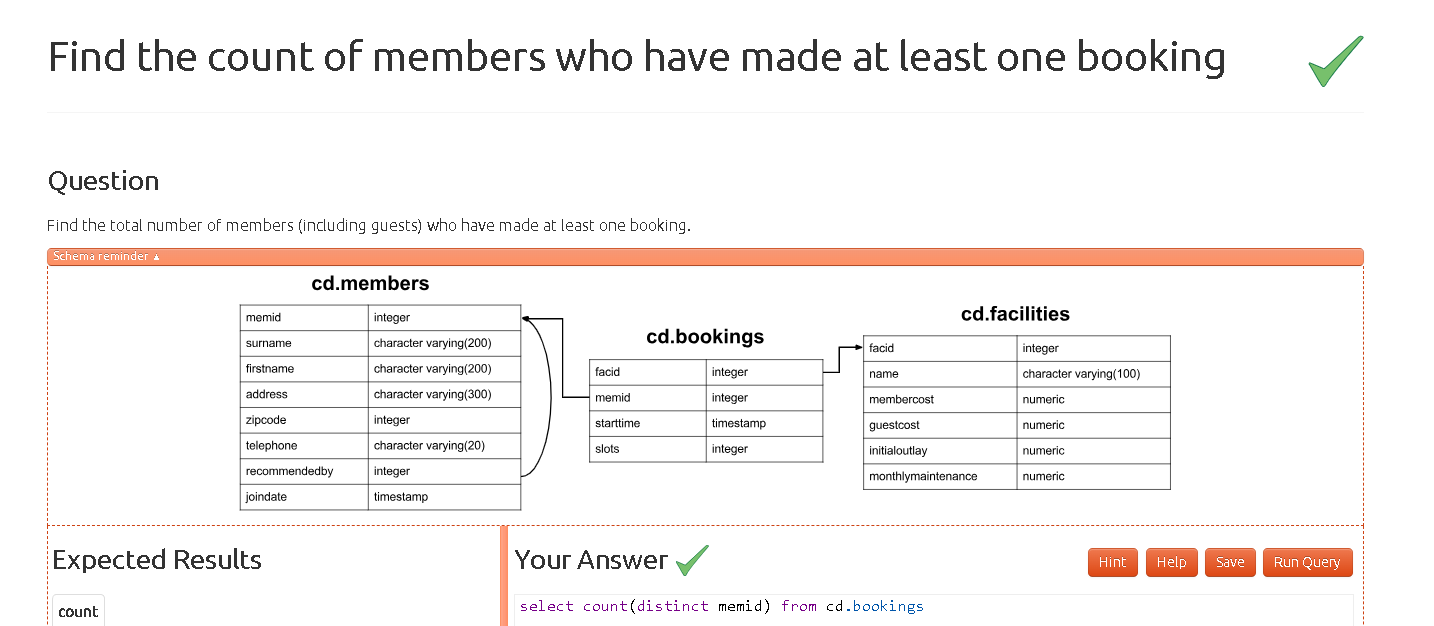 Find the count of members who have made at least one booking
Question
Find the total number of members (including guests) who have made at least one booking.
Schema reminder ▲
cd.members
memid integer
surname character varying(200)
firstname character varying(200)
address character varying(300)
zipcode integer
telephone character varying(20)
recommendedby integer
joindate timestamp
cd.bookings
facid integer
memid integer
starttime timestamp
slots integer
cd.facilities
facid integer
name character varying(100)
membercost numeric
guestcost numeric
initialoutlay numeric
monthlymaintenance numeric
Expected Results
count
Your Answer
Hint Help Save Run Query
select count(distinct memid) from cd.bookings